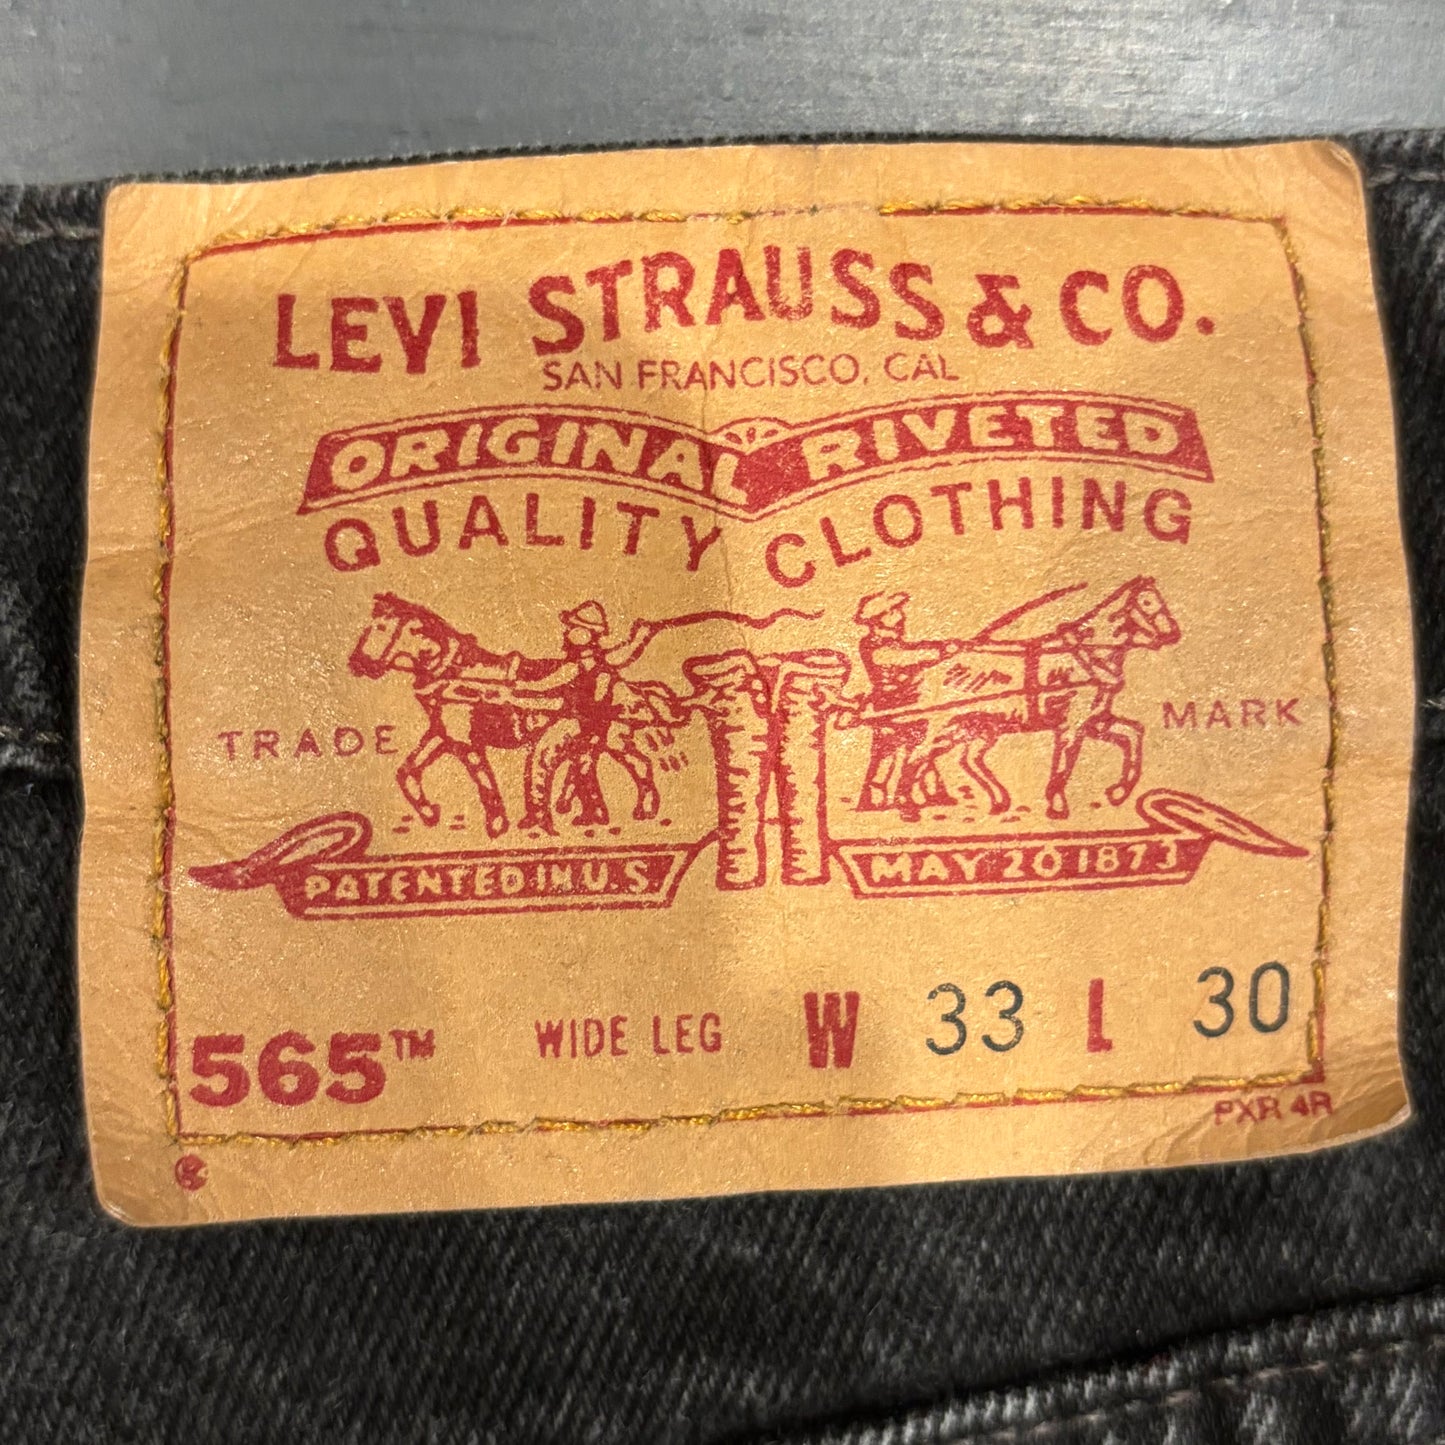 LEVI STRAUSS & CO.
SAN FRANCISCO, CAL
ORIGINAL RIVETED
QUALITY CLOTHING
TRADE MARK
PATENTED IN U.S. MAY 20 1873
565™ WIDE LEG W 33 L 30
PXR 4R